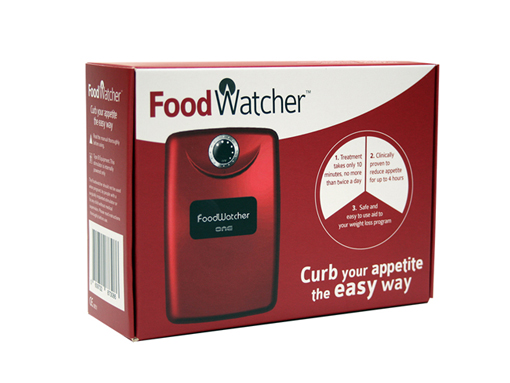 FoodWatcher
Curb your appetite
the easy way
FoodWatcher™
1. Treatment
takes only 10
minutes, no more
than twice a day
2. Clinically
proven to
reduce appetite
for up to 4 hours
3. Safe and
easy to use aid to
your weight loss program
FoodWatcher
one
Curb your appetite
the easy way